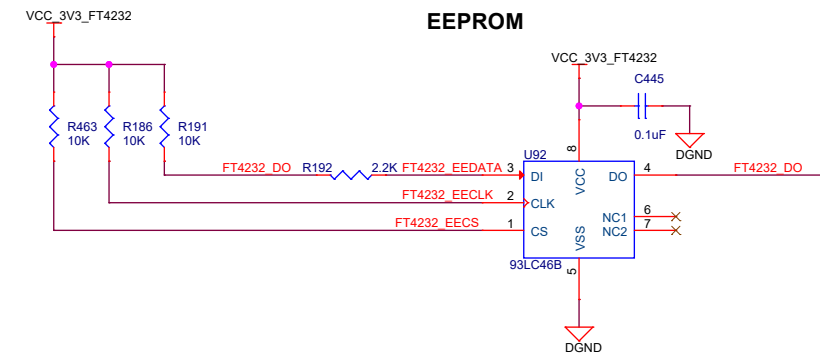 EEPROM
VCC_3V3_FT4232
VCC_3V3_FT4232
C445
0.1uF
DGND
R463
10K
R186
10K
R191
10K
U92
8
VCC
FT4232_DO
R192
2.2K
FT4232_EEDATA
3
DI
DO
4
FT4232_DO
FT4232_EECLK
2
CLK
NC1
6
FT4232_EECS
1
CS
NC2
7
VSS
93LC46B
5
DGND